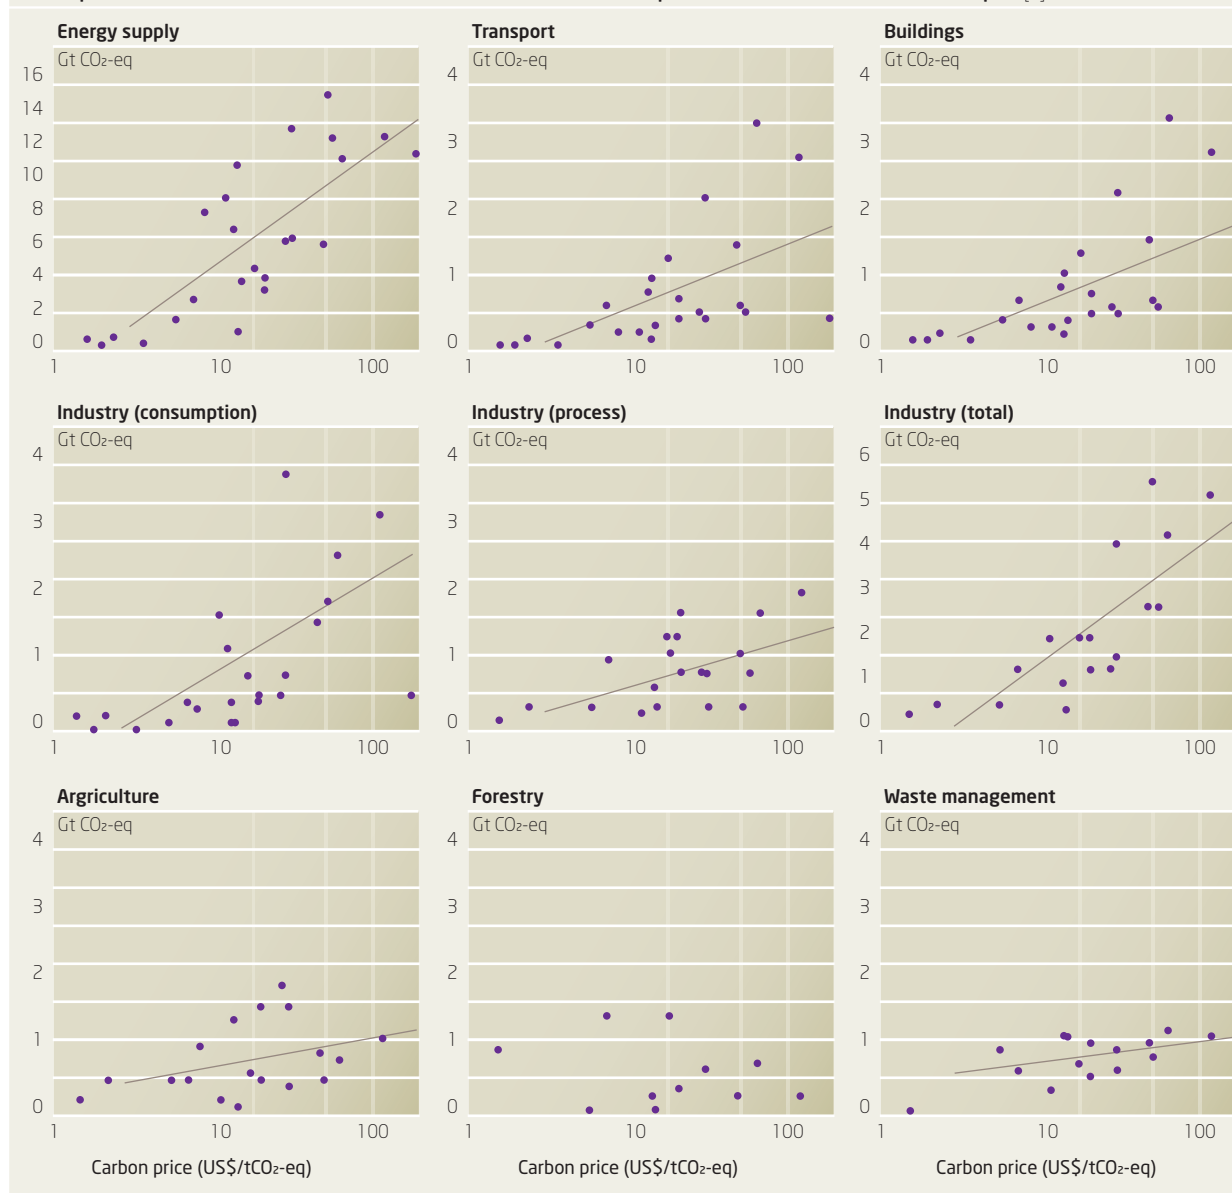 Energy supply
Gt CO₂-eq
16
14
12
10
8
6
4
2
0
1 10 100
Transport
Gt CO₂-eq
4
3
2
1
0
1 10 100
Buildings
Gt CO₂-eq
4
3
2
1
0
1 10 100
Industry (consumption)
Gt CO₂-eq
4
3
2
1
0
1 10 100
Industry (process)
Gt CO₂-eq
4
3
2
1
0
1 10 100
Industry (total)
Gt CO₂-eq
6
5
4
3
2
1
0
1 10 100
Argriculture
Gt CO₂-eq
4
3
2
1
0
1 10 100
Carbon price (US$/tCO₂-eq)
Forestry
Gt CO₂-eq
4
3
2
1
0
1 10 100
Carbon price (US$/tCO₂-eq)
Waste management
Gt CO₂-eq
4
3
2
1
0
1 10 100
Carbon price (US$/tCO₂-eq)